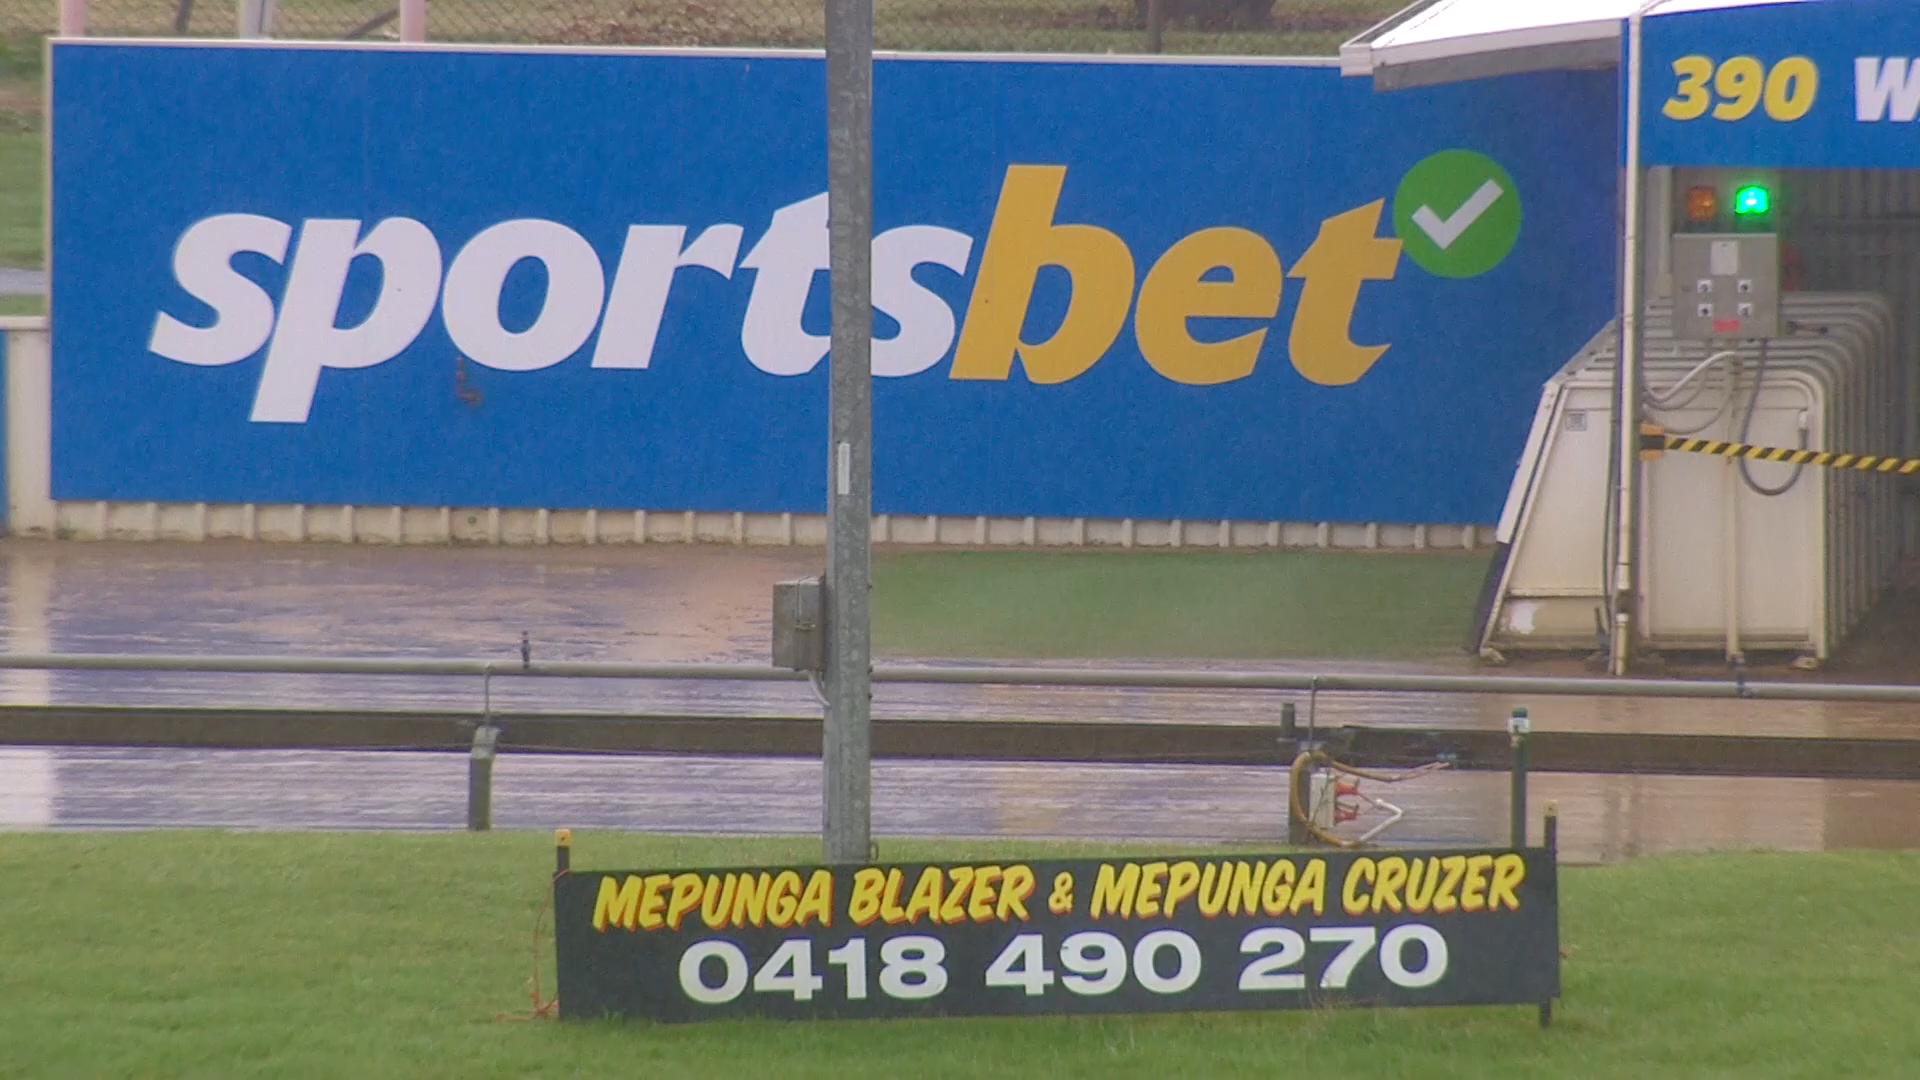 sportsbet
390
MEPUNGA BLAZER & MEPUNGA CRUZER
0418 490 270